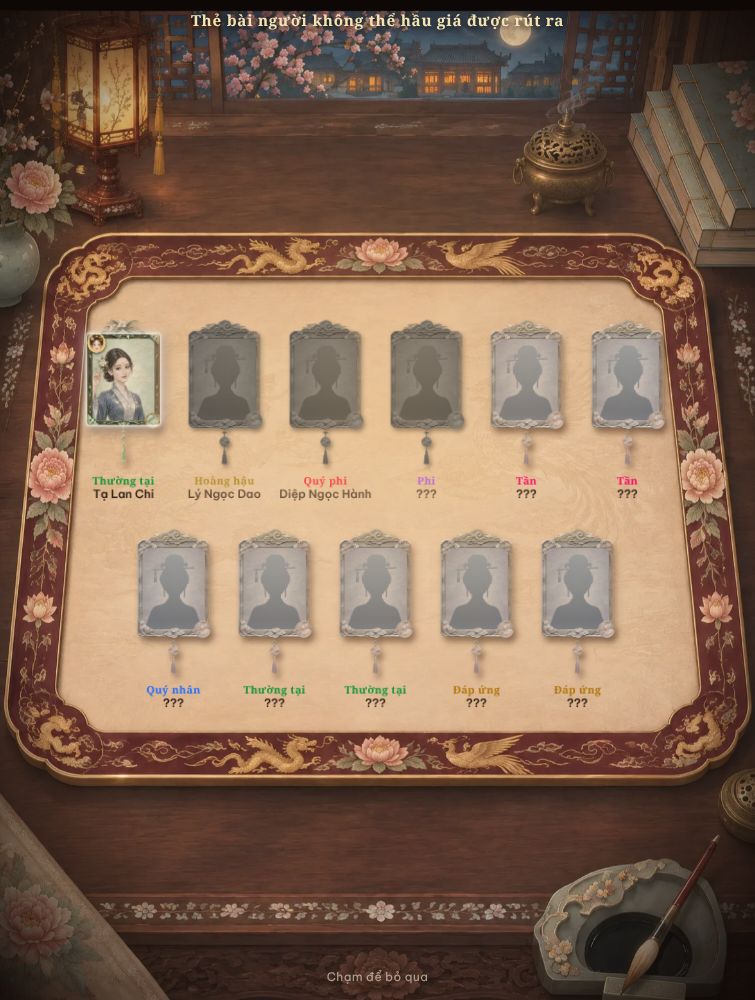 Thẻ bài người không thể hầu giá được rút ra
Thường tại
Tạ Lan Chi
Hoàng hậu
Lý Ngọc Dao
Quý phi
Diệp Ngọc Hành
Phi
???
Tần
???
Tần
???
Quý nhân
???
Thường tại
???
Thường tại
???
Đáp ứng
???
Đáp ứng
???
Chạm để bỏ qua